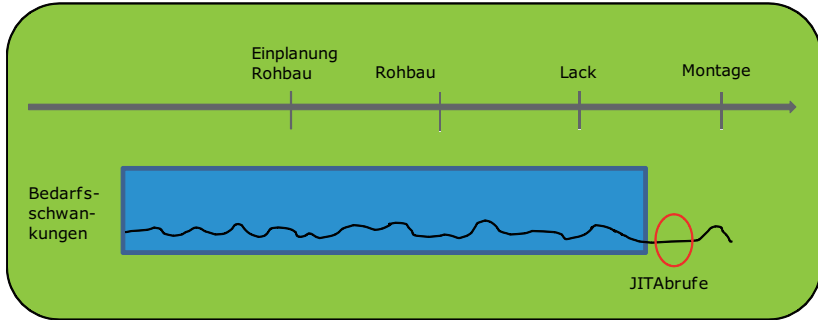 Einplanung
Rohbau
Rohbau
Lack
Montage
Bedarfs-
schwan-
kungen
JITAbrufe